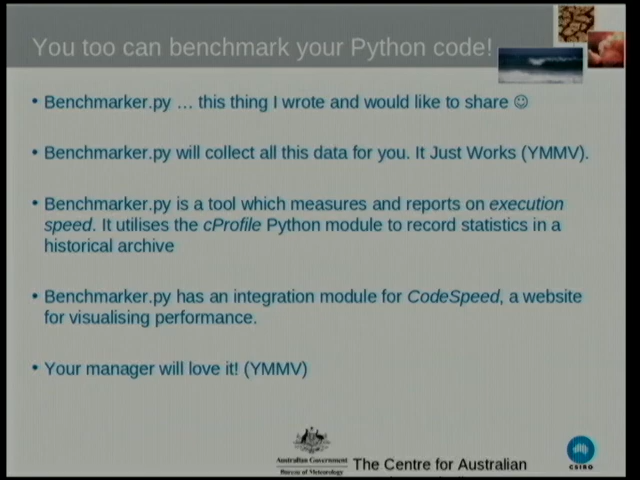 You too can benchmark your Python code!
• Benchmarker.py … this thing I wrote and would like to share ☺
• Benchmarker.py will collect all this data for you. It Just Works (YMMV).
• Benchmarker.py is a tool which measures and reports on execution
speed. It utilises the cProfile Python module to record statistics in a
historical archive
• Benchmarker.py has an integration module for CodeSpeed, a website
for visualising performance.
• Your manager will love it! (YMMV)
Australian Government
Bureau of Meteorology
The Centre for Australian
CSIRO